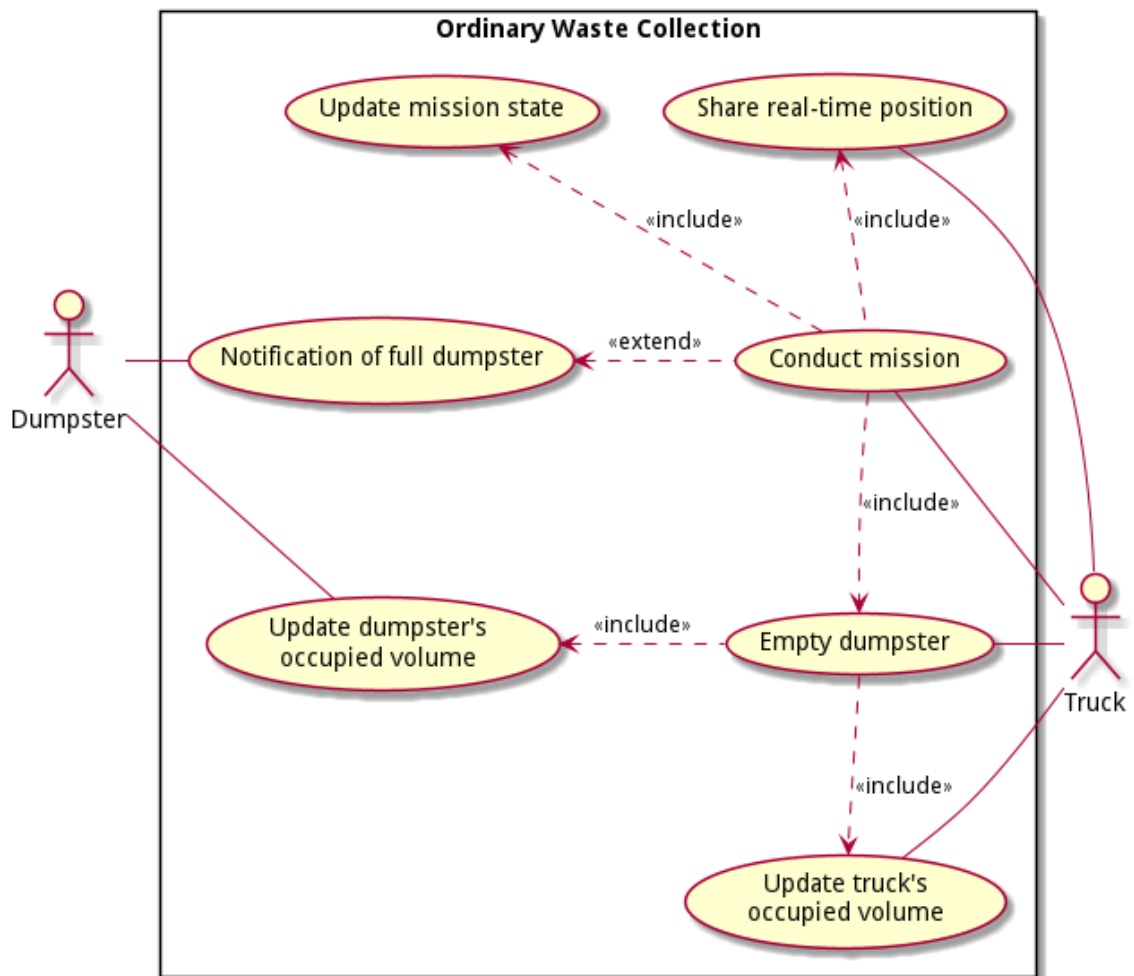 Ordinary Waste Collection
Update mission state
Share real-time position
«include»
«include»
Notification of full dumpster
«extend»
Conduct mission
Dumpster
«include»
Update dumpster's
occupied volume
«include»
Empty dumpster
Truck
«include»
Update truck's
occupied volume